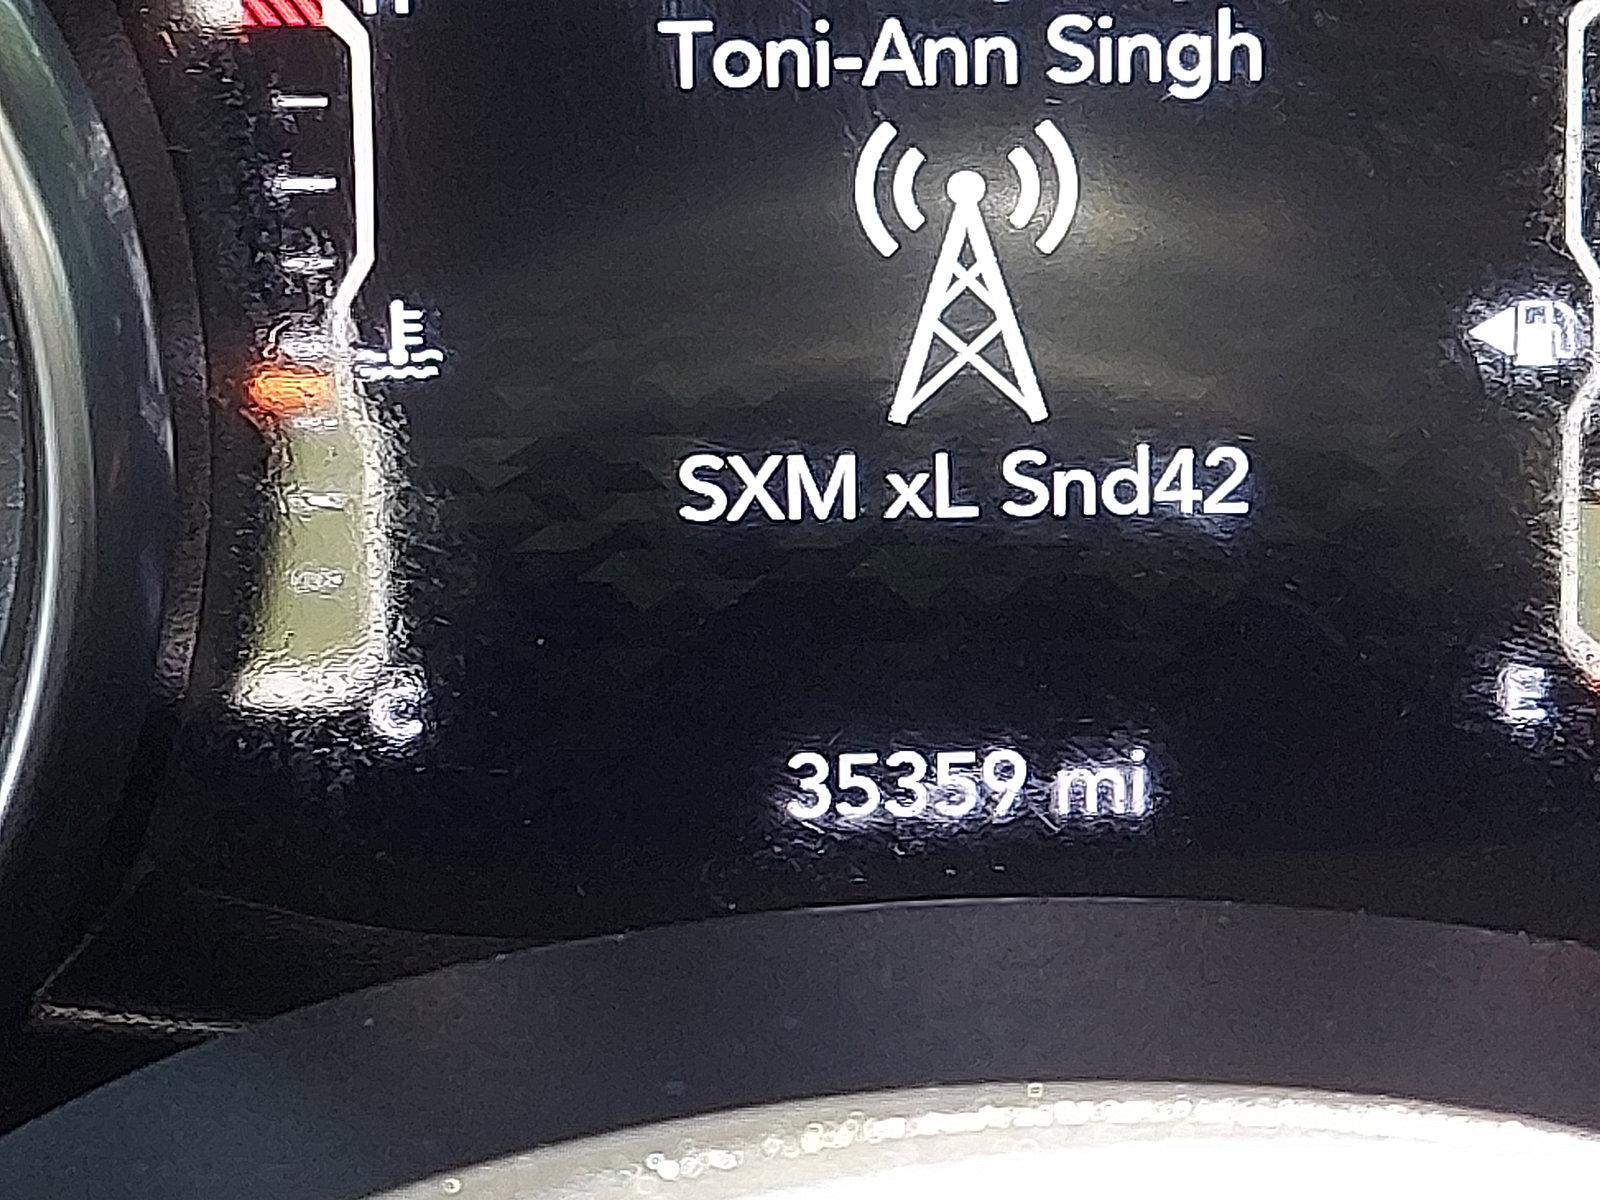 Toni-Ann Singh
SXM xL Snd42
C
E
35359 mi